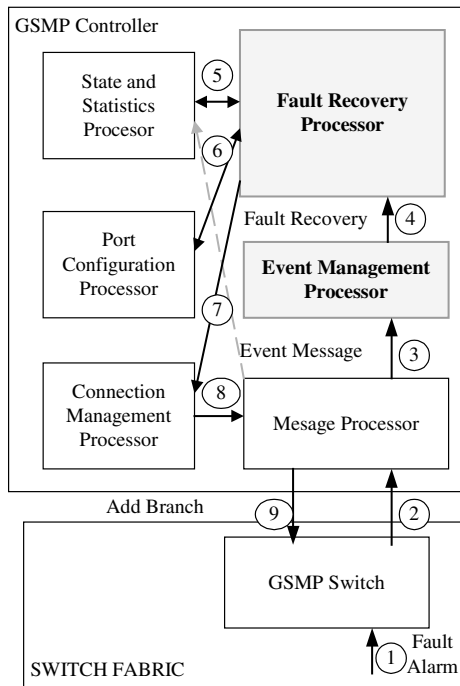 GSMP Controller
State and
Statistics
Procesor
5
Fault Recovery
Processor
6
Fault Recovery
4
Port
Configuration
Processor
Event Management
Processor
7
Event Message
3
Connection
Management
Processor
8
Mesage Processor
Add Branch
9
2
GSMP Switch
1
Fault
Alarm
SWITCH FABRIC